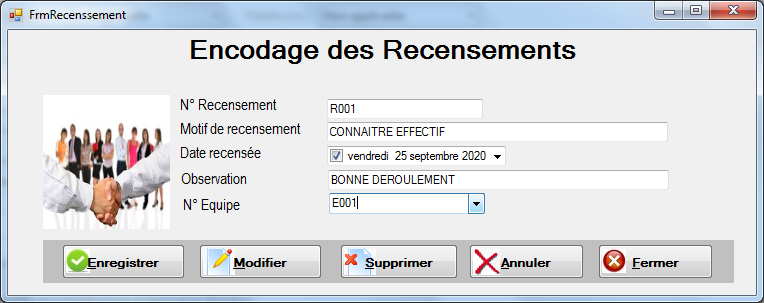 FrmRecenssement
Encodage des Recensements
N° Recensement R001
Motif de recensement CONNAITRE EFFECTIF
Date recensée vendredi 25 septembre 2020
Observation BONNE DEROULEMENT
N° Equipe E001
Enregistrer Modifier Supprimer Annuler Fermer